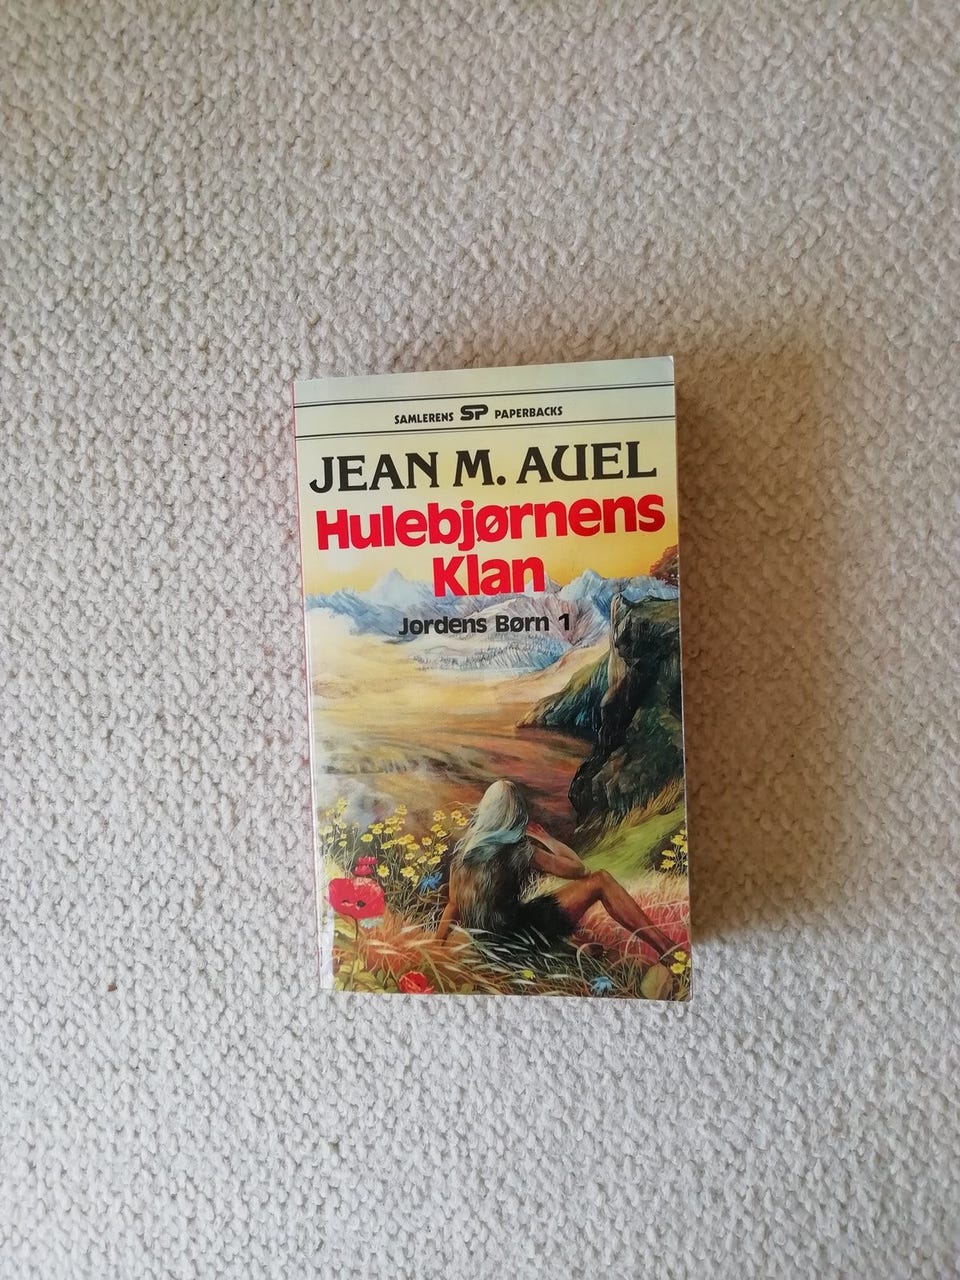 SAMLERENS SP PAPERBACKS
JEAN M. AUEL
Hulebjørnens
Klan
Jordens Børn 1